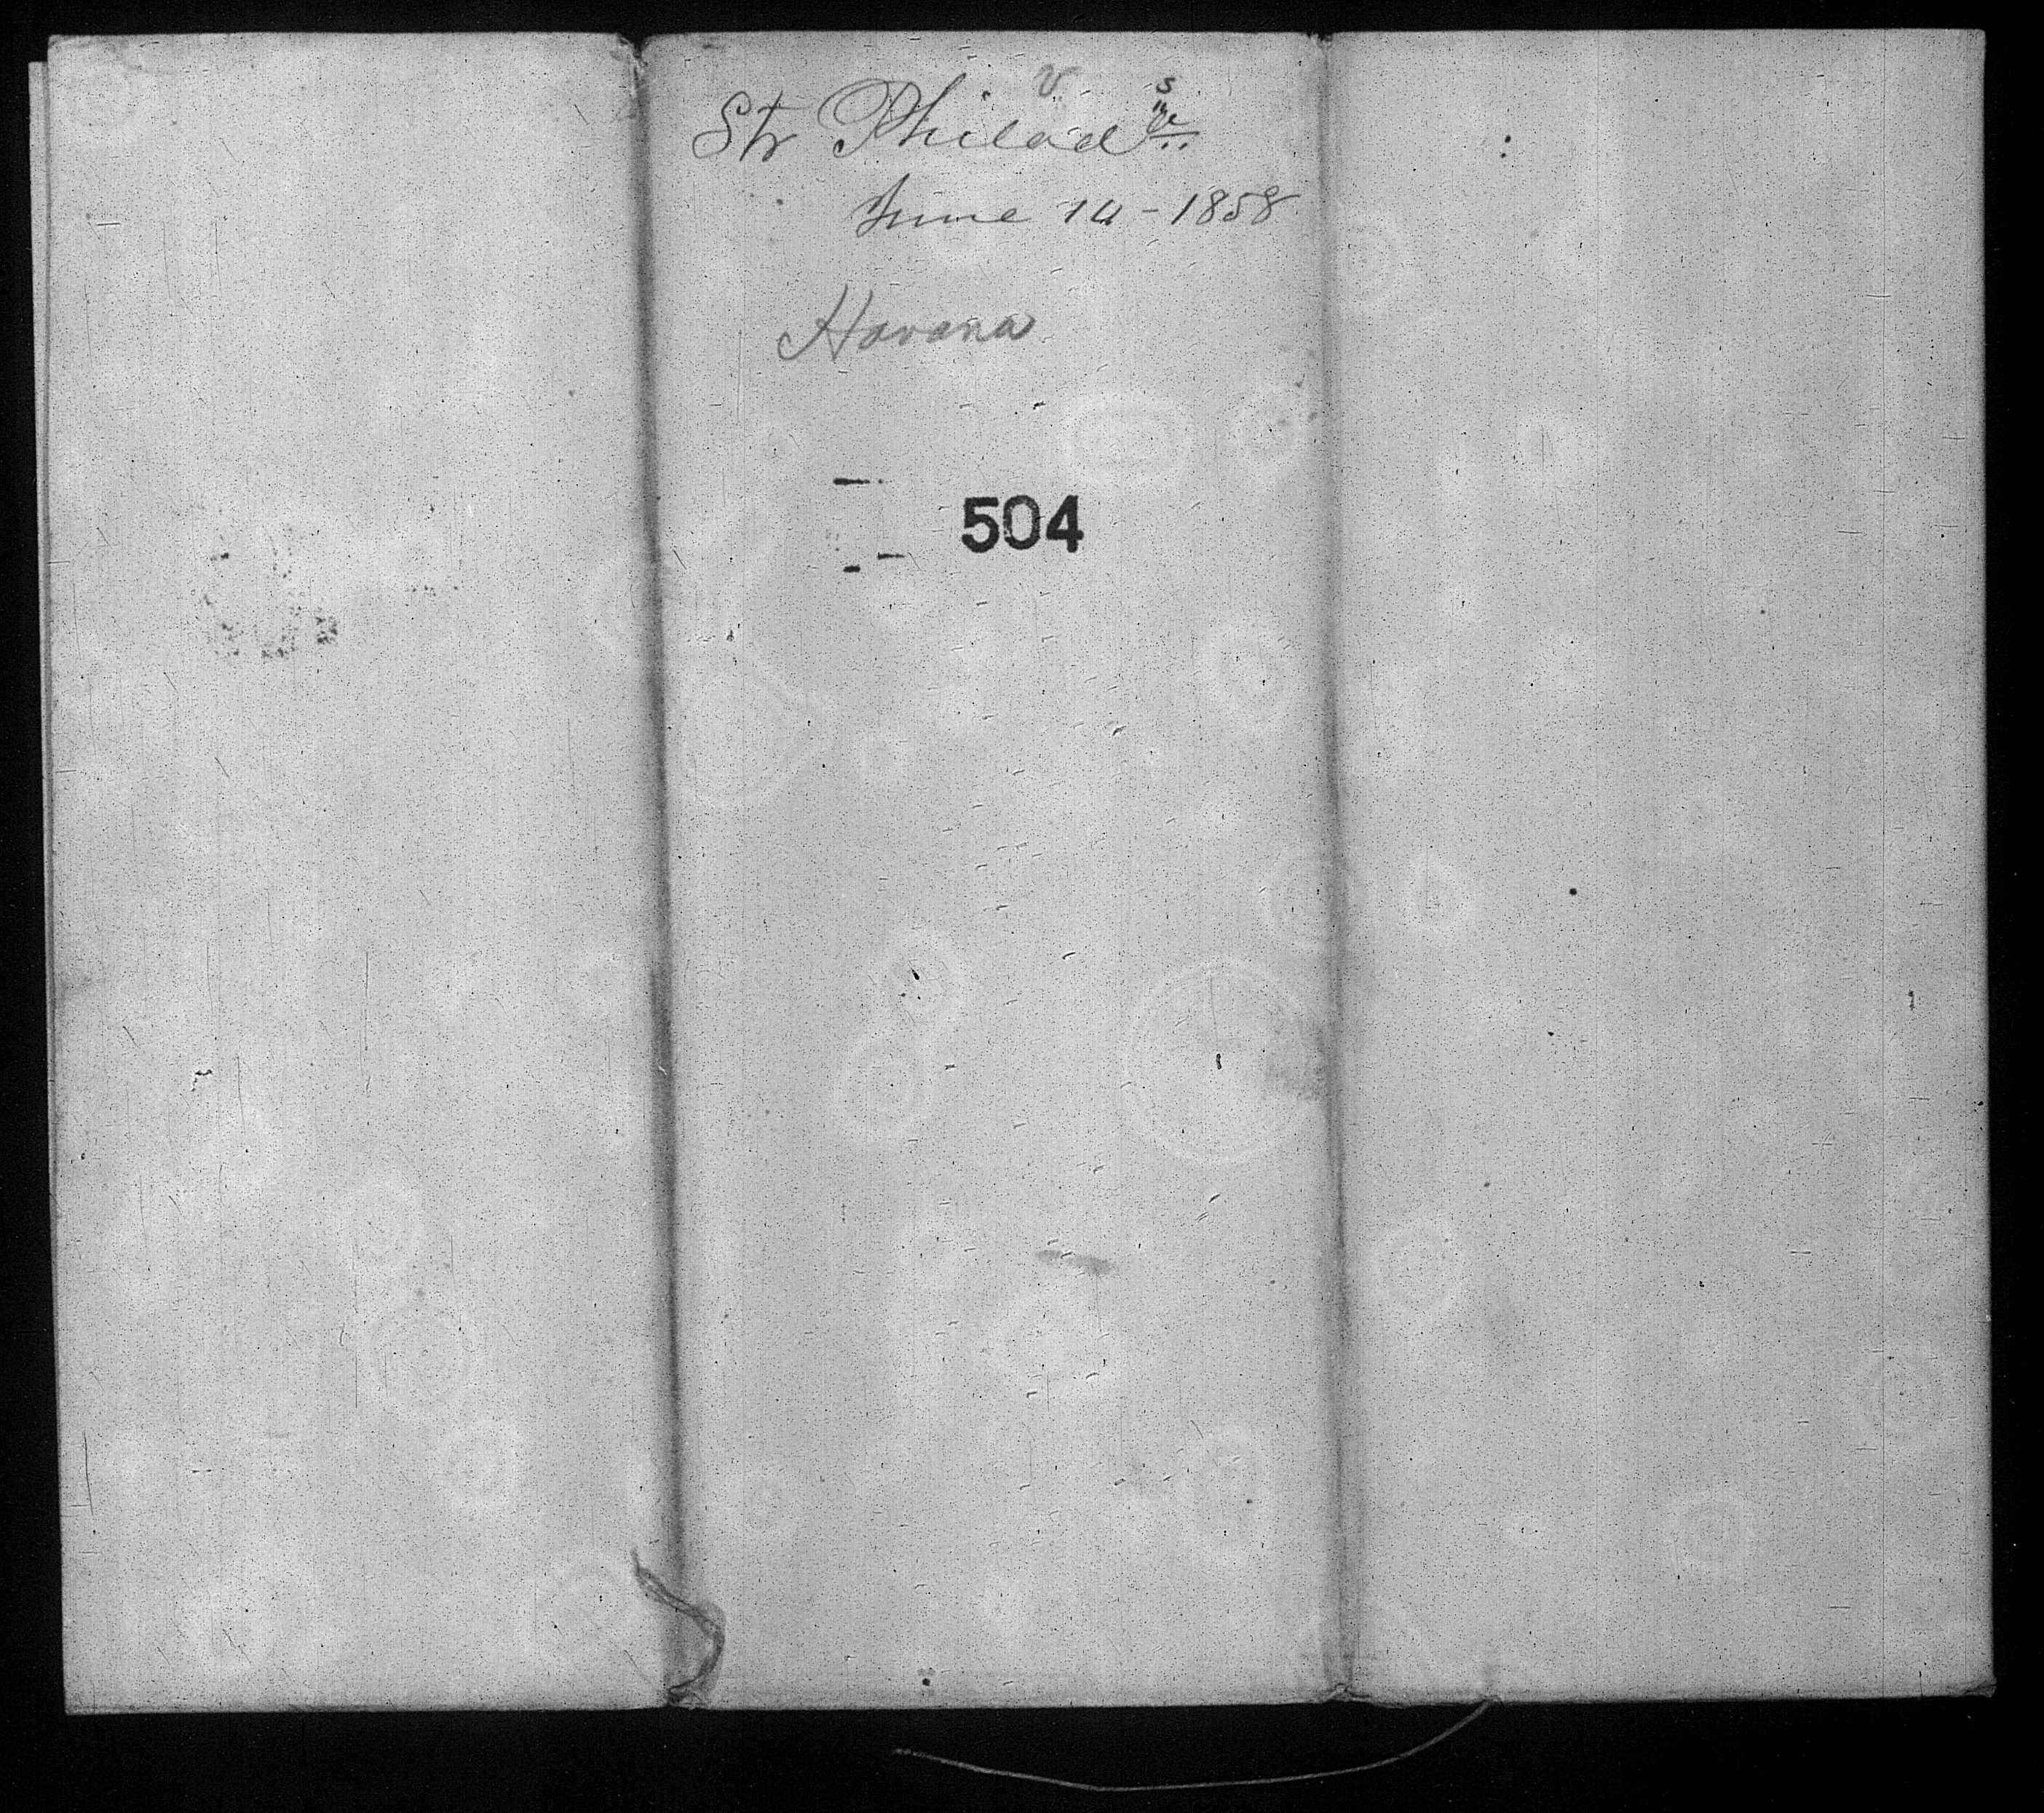 v s
Str Philad
June 14 - 1858
Havana
504